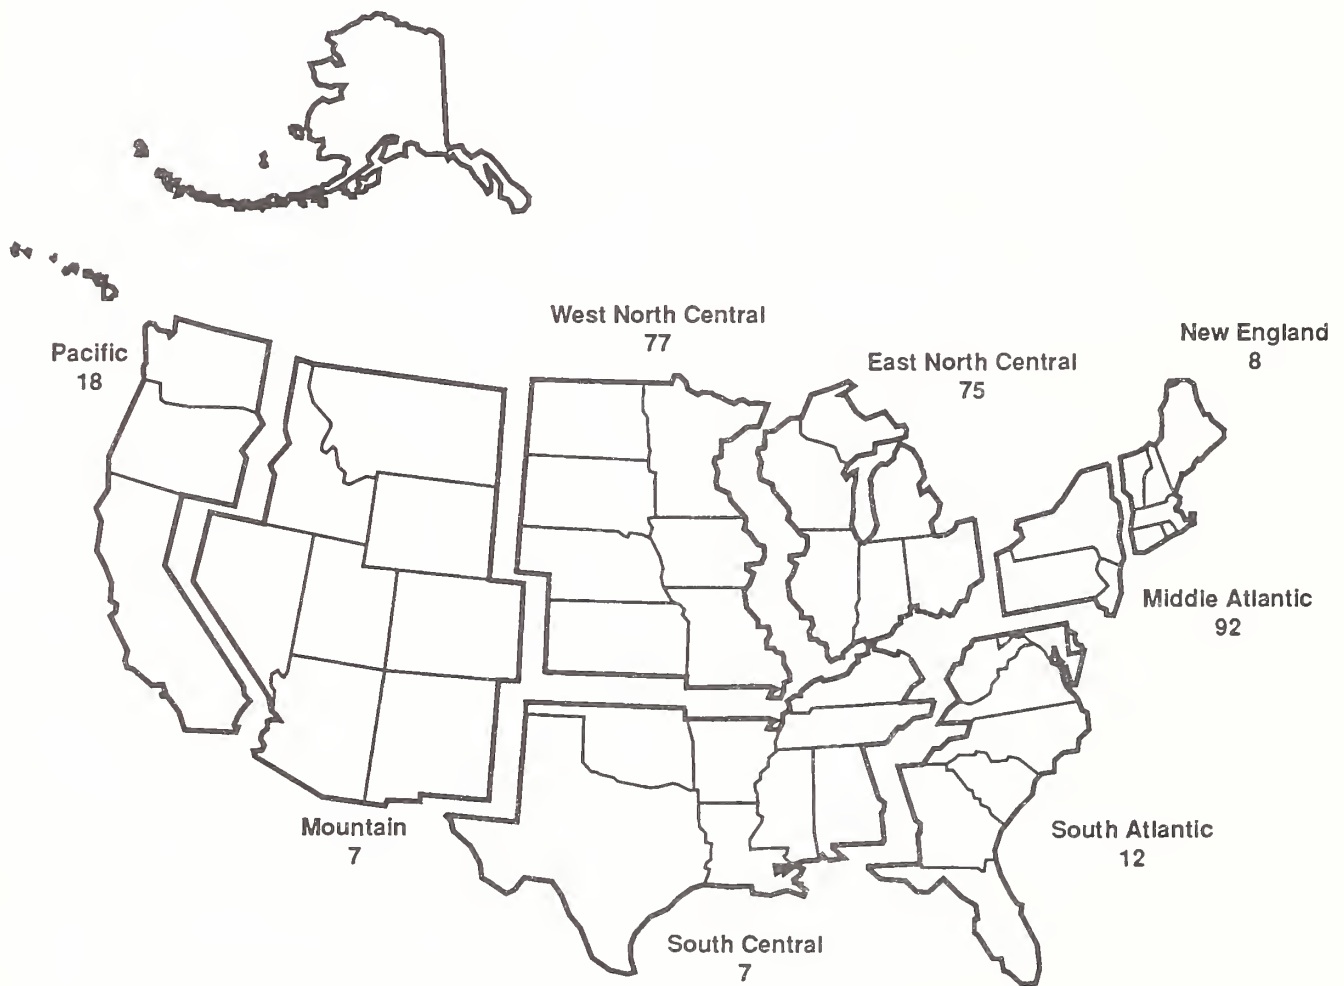 West North Central
77
New England
8
Pacific
18
East North Central
75
Middle Atlantic
92
Mountain
7
South Atlantic
12
South Central
7